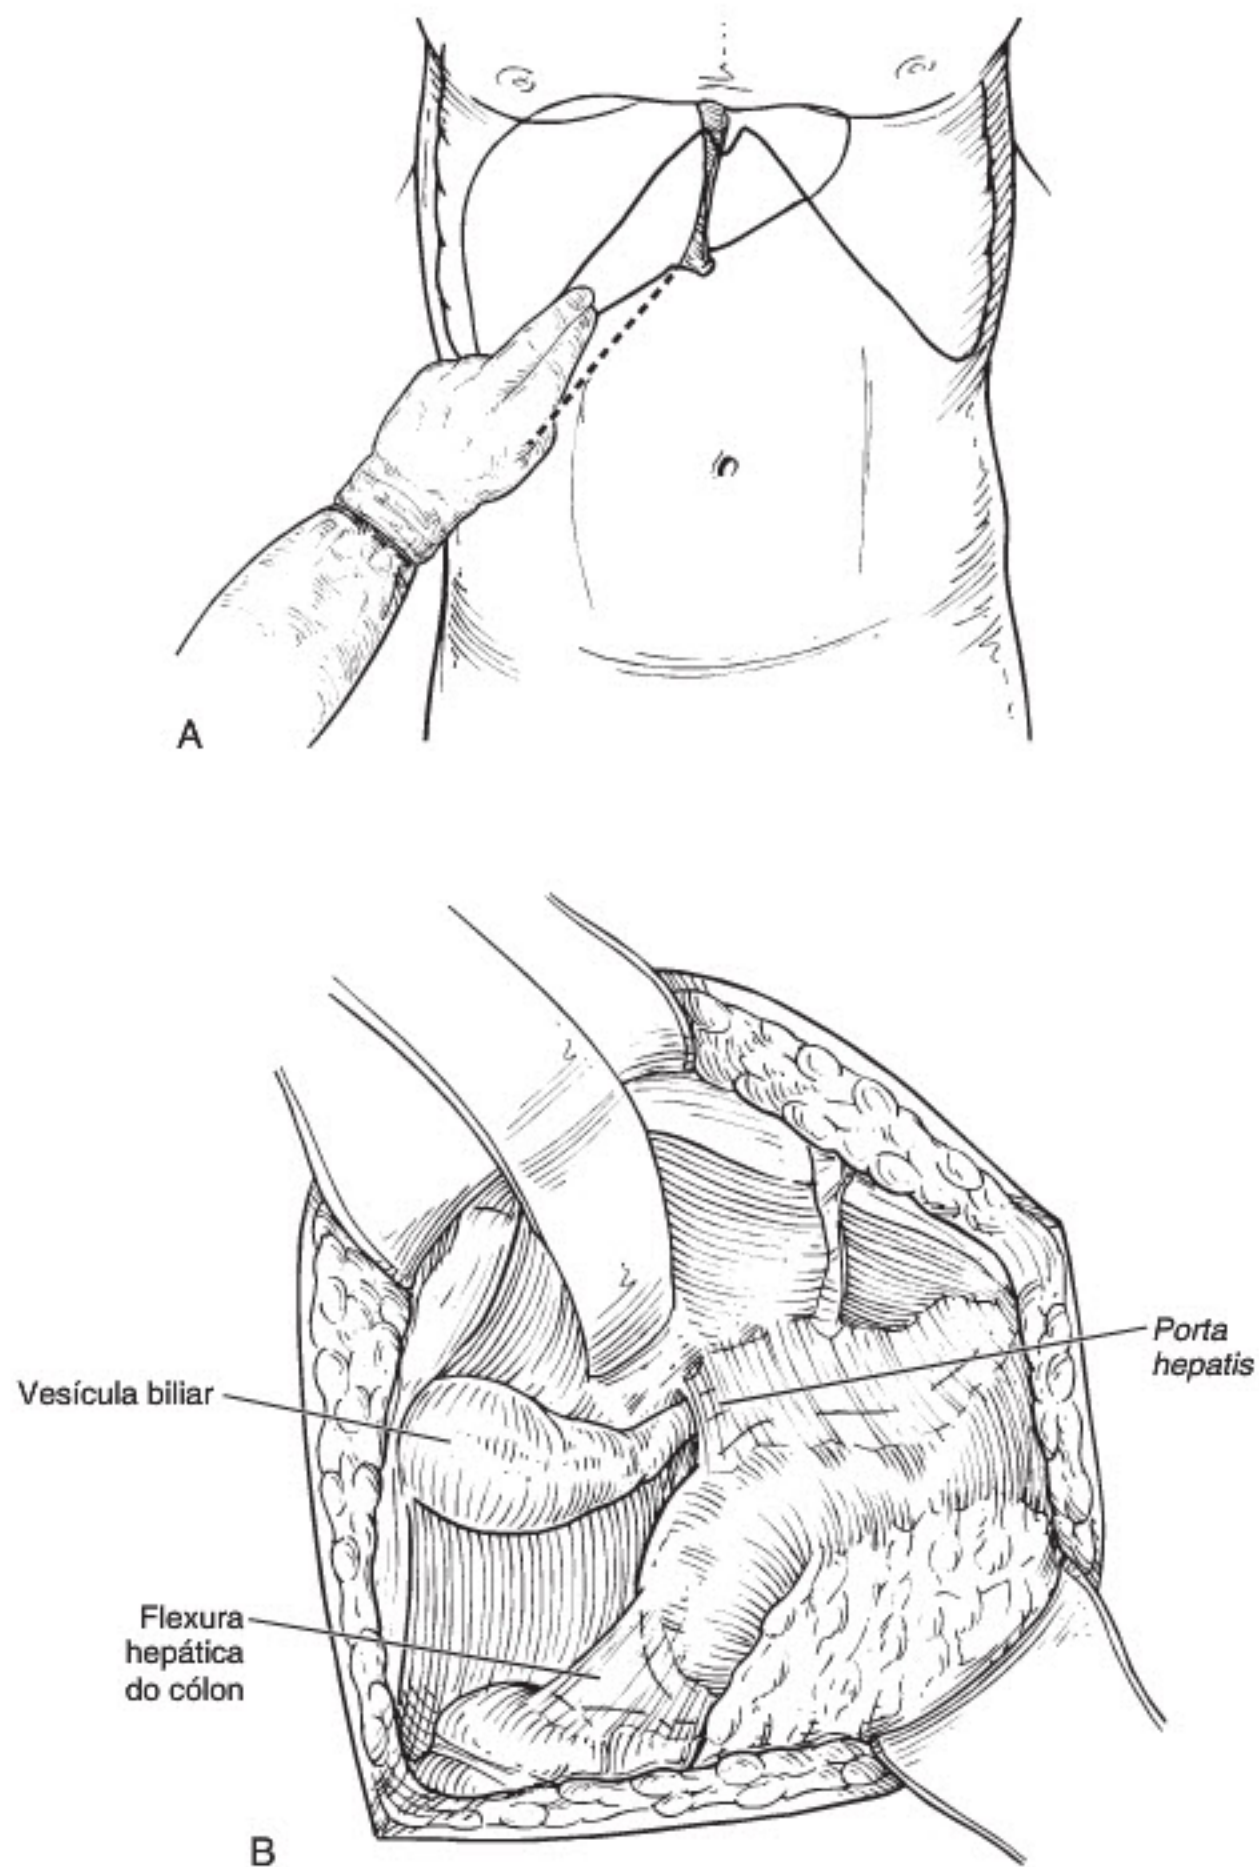 A
Porta
hepatis
Vesícula biliar
Flexura
hepática
do cólon
B